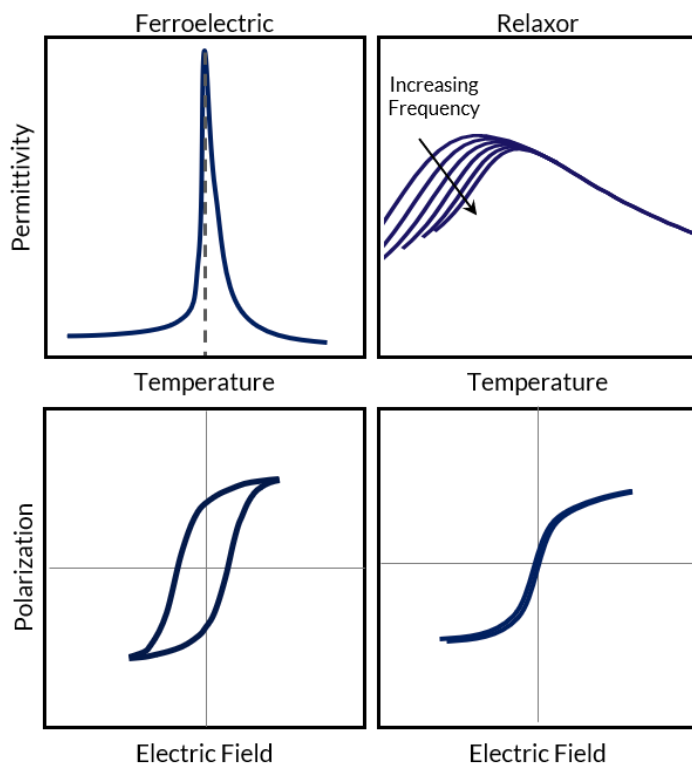 Ferroelectric
Relaxor
Permittivity
Increasing
Frequency
Temperature
Temperature
Polarization
Electric Field
Electric Field